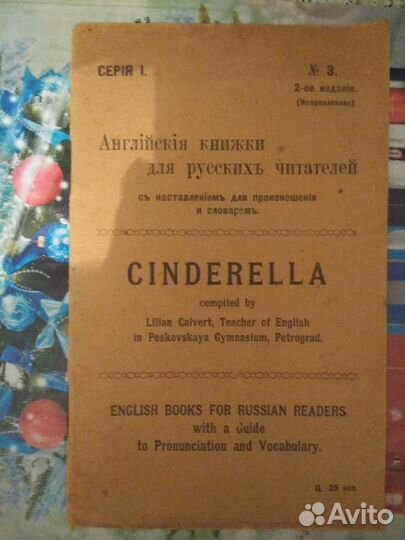 СЕРІЯ I. № 3.
2-ое изданіе.
(Исправленное)
Англійскія книжки
для русскихъ читателей
съ наставленіемъ для произношенія
и словаремъ.
CINDERELLA
compiled by
Lilian Calvert, Teacher of English
in Peskovskaya Gymnasium, Petrograd.
ENGLISH BOOKS FOR RUSSIAN READERS
with a Guide
to Pronunciation and Vocabulary.
Ц. 25 коп.
Avito